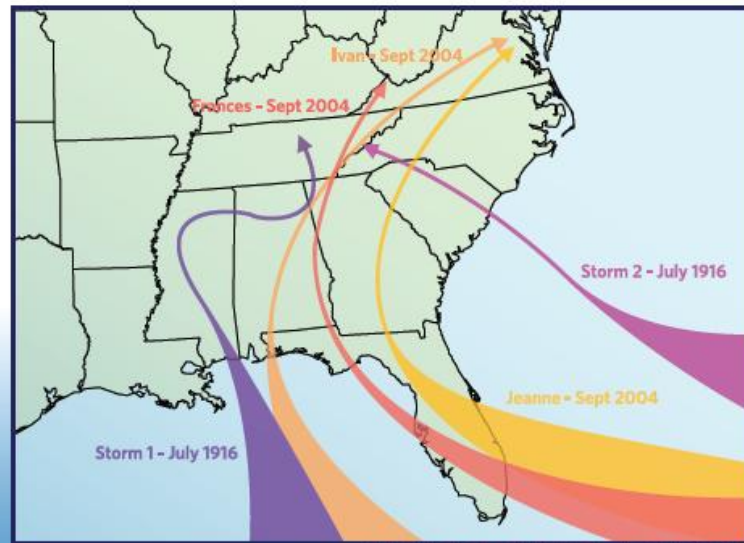 Ivan - Sept 2004
Frances - Sept 2004
Storm 2 - July 1916
Jeanne - Sept 2004
Storm 1 - July 1916